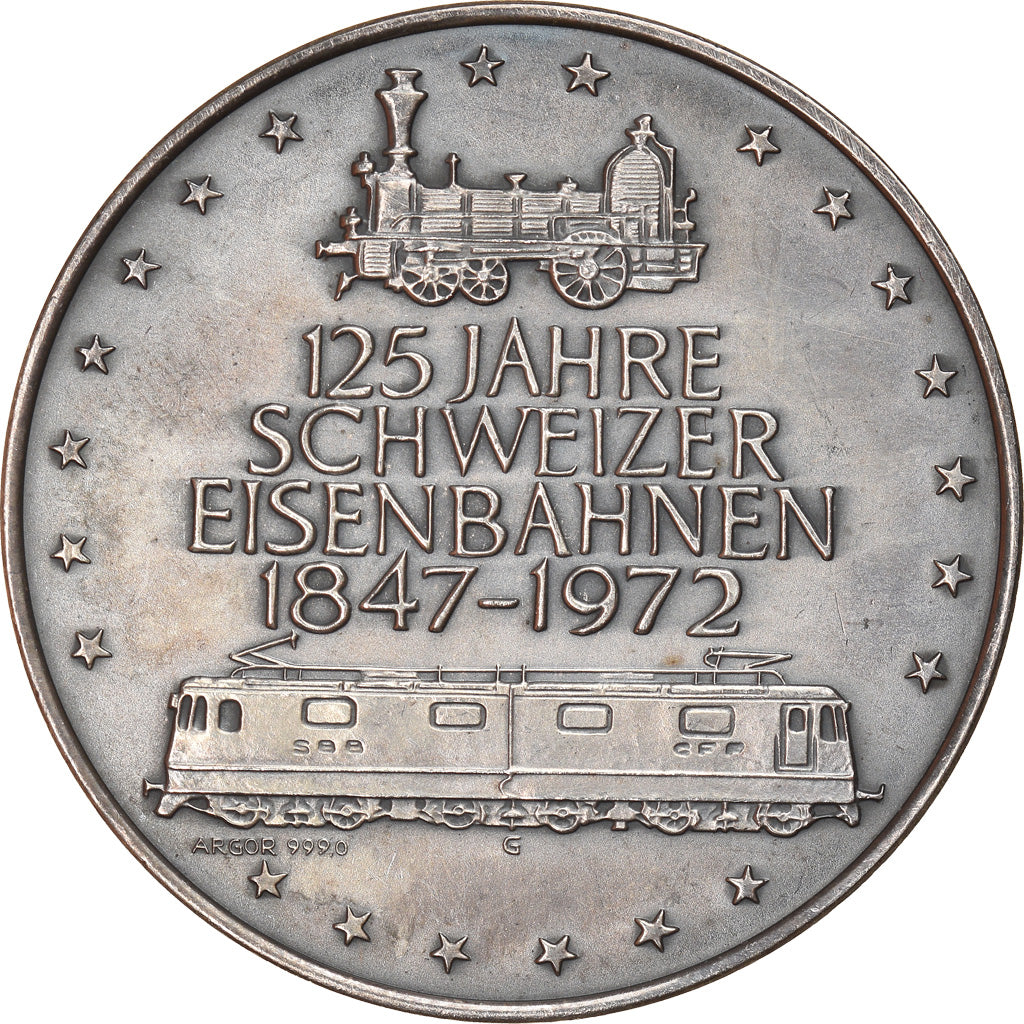 125 JAHRE
SCHWEIZER
EISENBAHNEN
1847-1972
SBB CFF
ARGOR 999,0 G